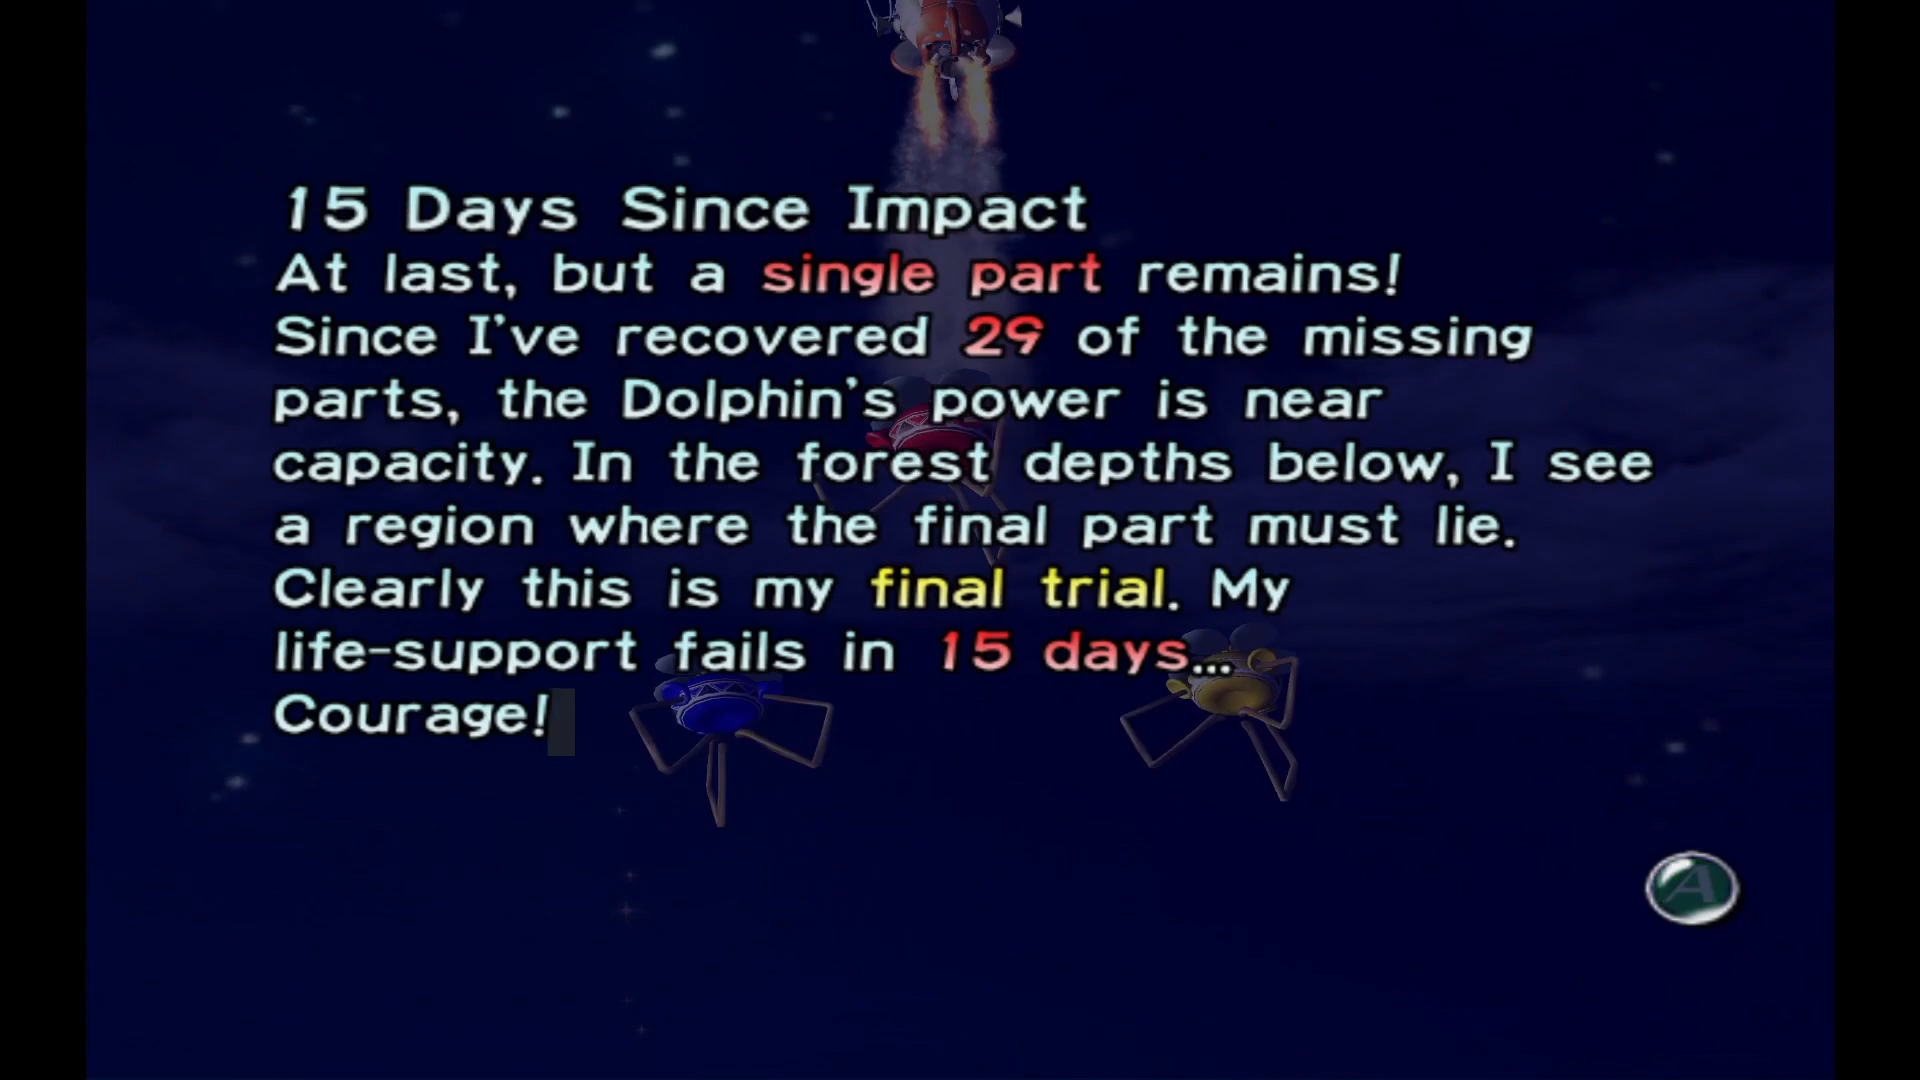 15 Days Since Impact
At last, but a single part remains!
Since I've recovered 29 of the missing
parts, the Dolphin's power is near
capacity. In the forest depths below, I see
a region where the final part must lie.
Clearly this is my final trial. My
life-support fails in 15 days...
Courage!
A